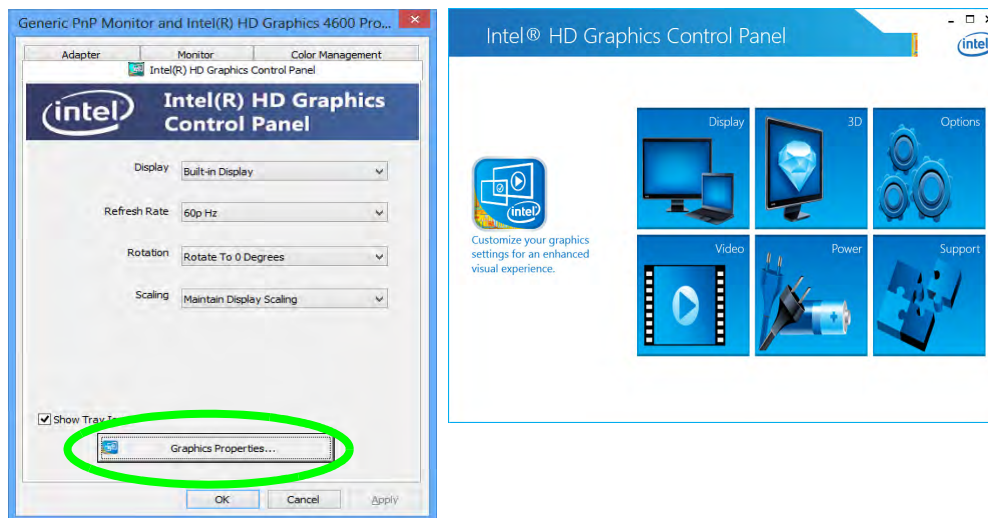 Generic PnP Monitor and Intel(R) HD Graphics 4600 Pro...
Adapter Monitor Color Management
Intel(R) HD Graphics Control Panel
intel
Intel(R) HD Graphics
Control Panel
Display Built-in Display
Refresh Rate 60p Hz
Rotation Rotate To 0 Degrees
Scaling Maintain Display Scaling
Show Tray
Graphics Properties...
OK Cancel Apply
Intel® HD Graphics Control Panel
intel
intel
Customize your graphics
settings for an enhanced
visual experience.
Display 3D Options
Video Power Support